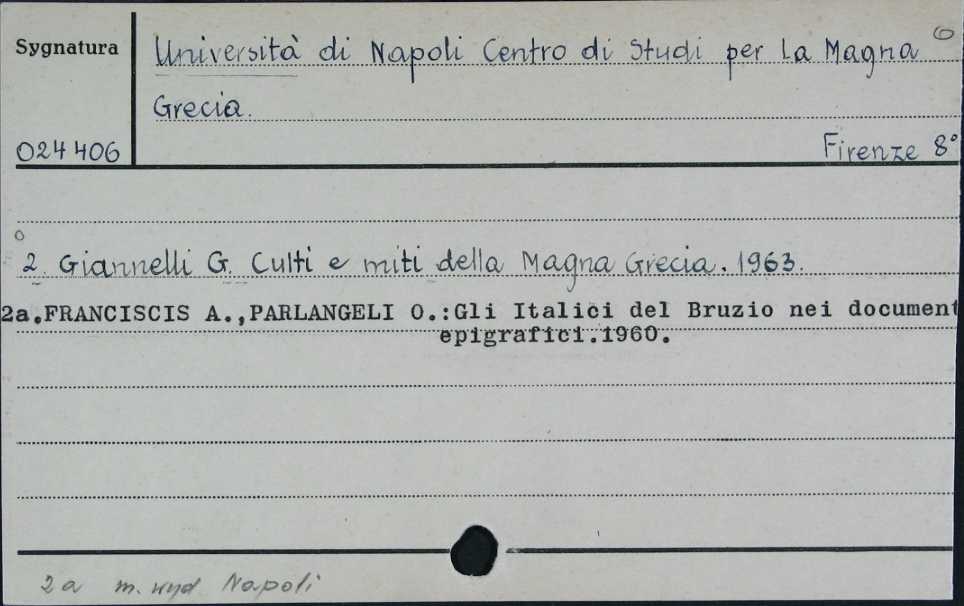 Sygnatura
Università di Napoli Centro di Studi per la Magna
Grecia.
024406
Firenze 8°
2. Giannelli G. Culti e miti della Magna Grecia. 1963.
2a.FRANCISCIS A.,PARLANGELI O.:Gli Italici del Bruzio nei document
epigrafici.1960.
2a m. wyd Napoli